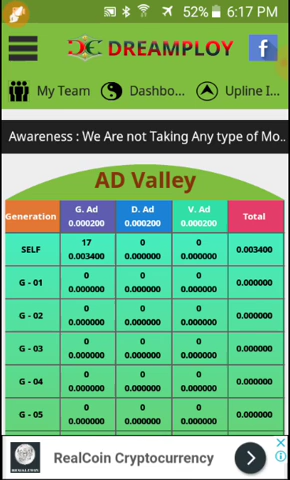 52% 6:17 PM
DREAMPLOY
f
My Team Dashbo... Upline I...
Awareness : We Are not Taking Any type of Mo..
AD Valley
Generation G. Ad 0.000200 D. Ad 0.000200 V. Ad 0.000200 Total
SELF 17 0.003400 0 0.000000 0 0.000000 0.003400
G - 01 0 0.000000 0 0.000000 0 0.000000 0.000000
G - 02 0 0.000000 0 0.000000 0 0.000000 0.000000
G - 03 0 0.000000 0 0.000000 0 0.000000 0.000000
G - 04 0 0.000000 0 0.000000 0 0.000000 0.000000
G - 05 0 0.000000 0 0.000000 0 0.000000 0.000000
RealCoin Cryptocurrency